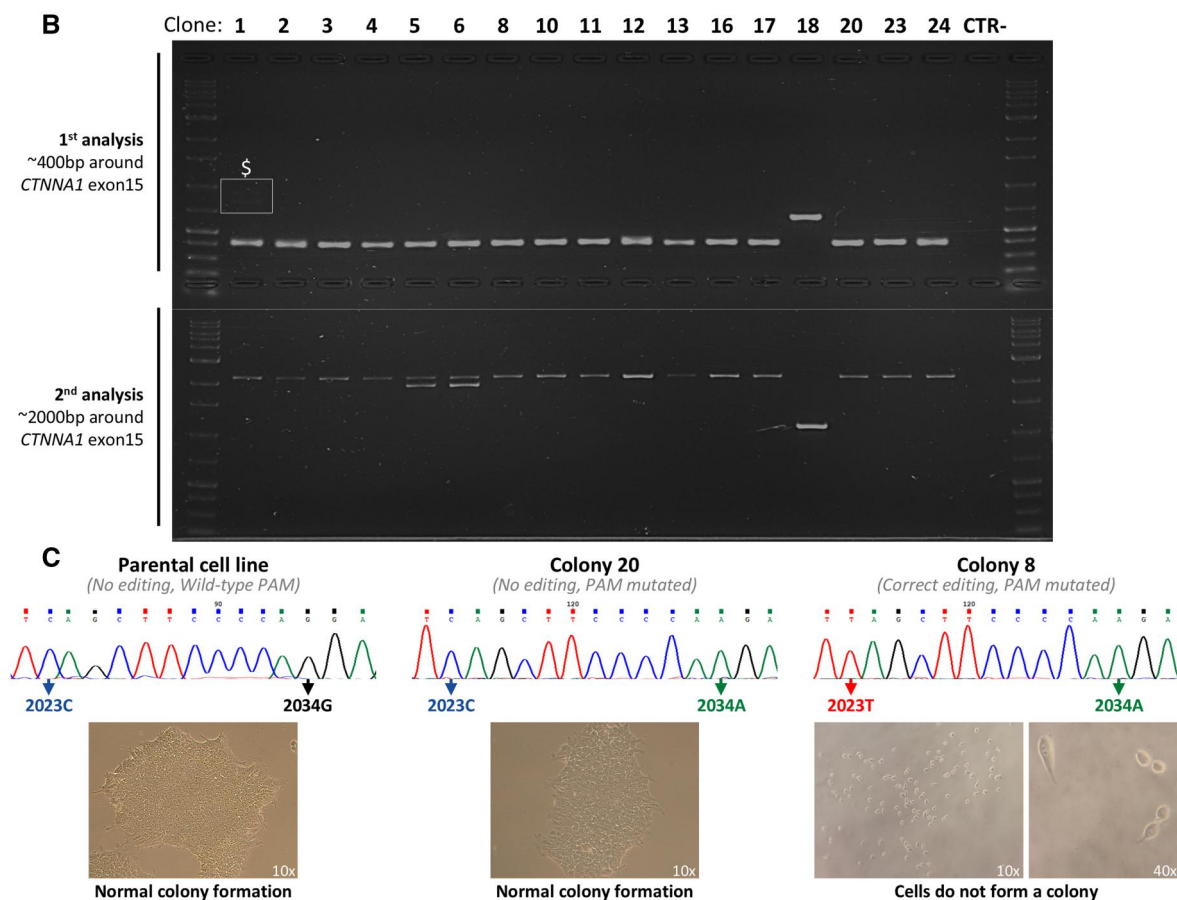 B
Clone: 1 2 3 4 5 6 8 10 11 12 13 16 17 18 20 23 24 CTR-
1st analysis
~400bp around
CTNNA1 exon15
$
2nd analysis
~2000bp around
CTNNA1 exon15
C
Parental cell line
(No editing, Wild-type PAM)
90
T C A G C T T C C C C A G G A
2023C 2034G
10x
Normal colony formation
Colony 20
(No editing, PAM mutated)
120
T C A G C T T C C C C A A G A
2023C 2034A
10x
Normal colony formation
Colony 8
(Correct editing, PAM mutated)
120
T T A G C T T C C C C A A G A
2023T 2034A
10x 40x
Cells do not form a colony